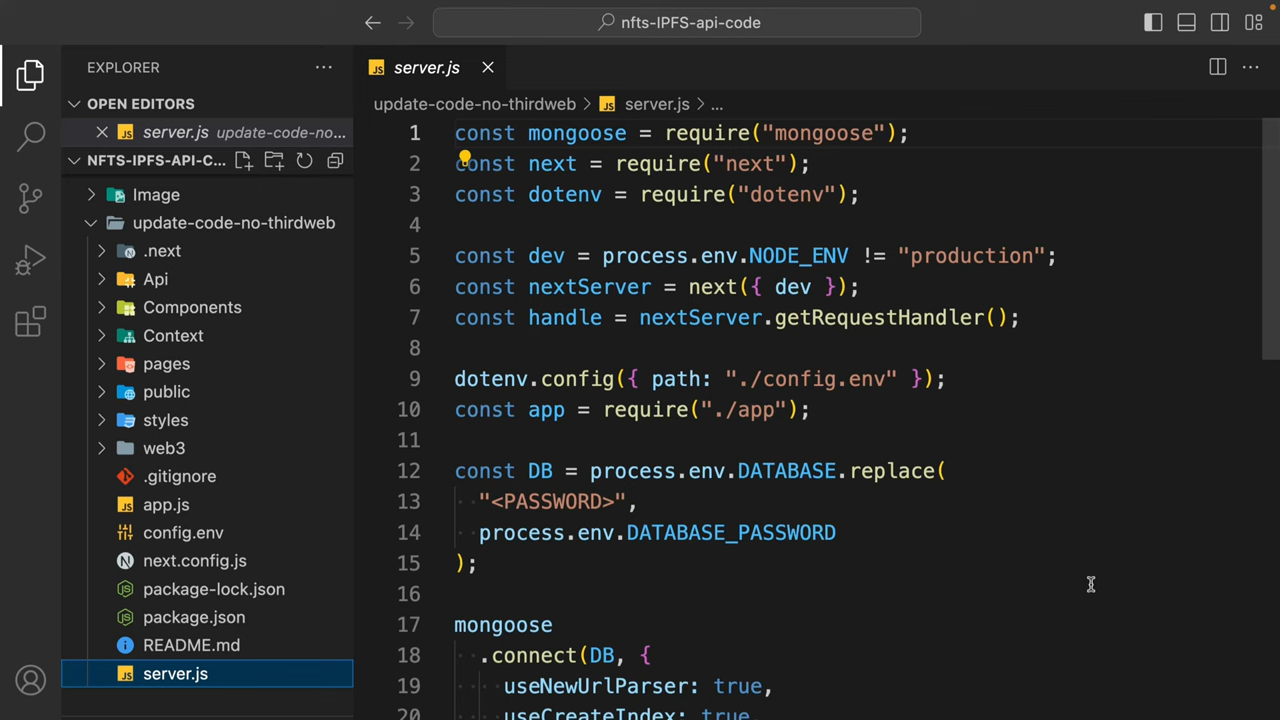 nfts-IPFS-api-code
EXPLORER
OPEN EDITORS
server.js update-code-no...
NFTS-IPFS-API-C...
Image
update-code-no-thirdweb
.next
Api
Components
Context
pages
public
styles
web3
.gitignore
app.js
config.env
next.config.js
package-lock.json
package.json
README.md
server.js
server.js
update-code-no-thirdweb > server.js > ...
1 const mongoose = require("mongoose");
2 const next = require("next");
3 const dotenv = require("dotenv");
4
5 const dev = process.env.NODE_ENV != "production";
6 const nextServer = next({ dev });
7 const handle = nextServer.getRequestHandler();
8
9 dotenv.config({ path: "./config.env" });
10 const app = require("./app");
11
12 const DB = process.env.DATABASE.replace(
13 "<PASSWORD>",
14 process.env.DATABASE_PASSWORD
15 );
16
17 mongoose
18 .connect(DB, {
19 useNewUrlParser: true,
20 useCreateIndex: true,